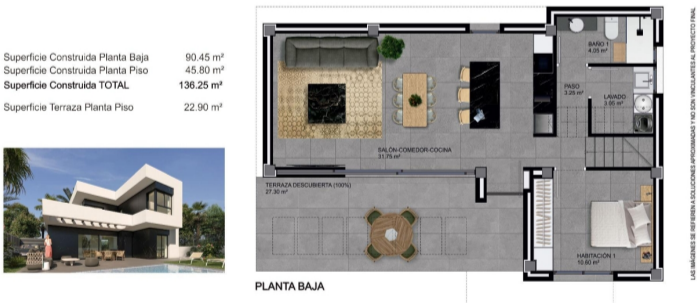 Superficie Construida Planta Baja 90.45 m²
Superficie Construida Planta Piso 45.80 m²
Superficie Construida TOTAL 136.25 m²
Superficie Terraza Planta Piso 22.90 m²
BAÑO 1
4.05 m²
PASO
3.25 m²
LAVADO
3.00 m²
SALÓN-COMEDOR-COCINA
31.75 m²
TERRAZA DESCUBIERTA (100%)
27.30 m²
HABITACIÓN 1
10.60 m²
PLANTA BAJA
LAS IMÁGENES SE REFIEREN A SOLUCIONES APROXIMADAS Y NO SON VINCULANTES AL PROYECTO FINAL